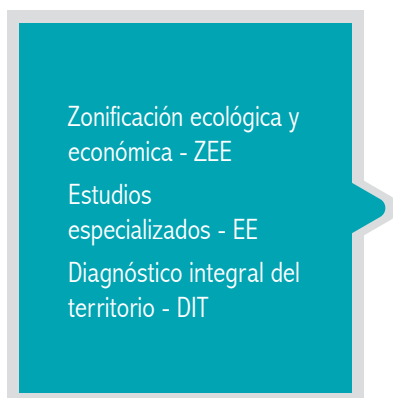 Zonificación ecológica y
económica - ZEE
Estudios
especializados - EE
Diagnóstico integral del
territorio - DIT